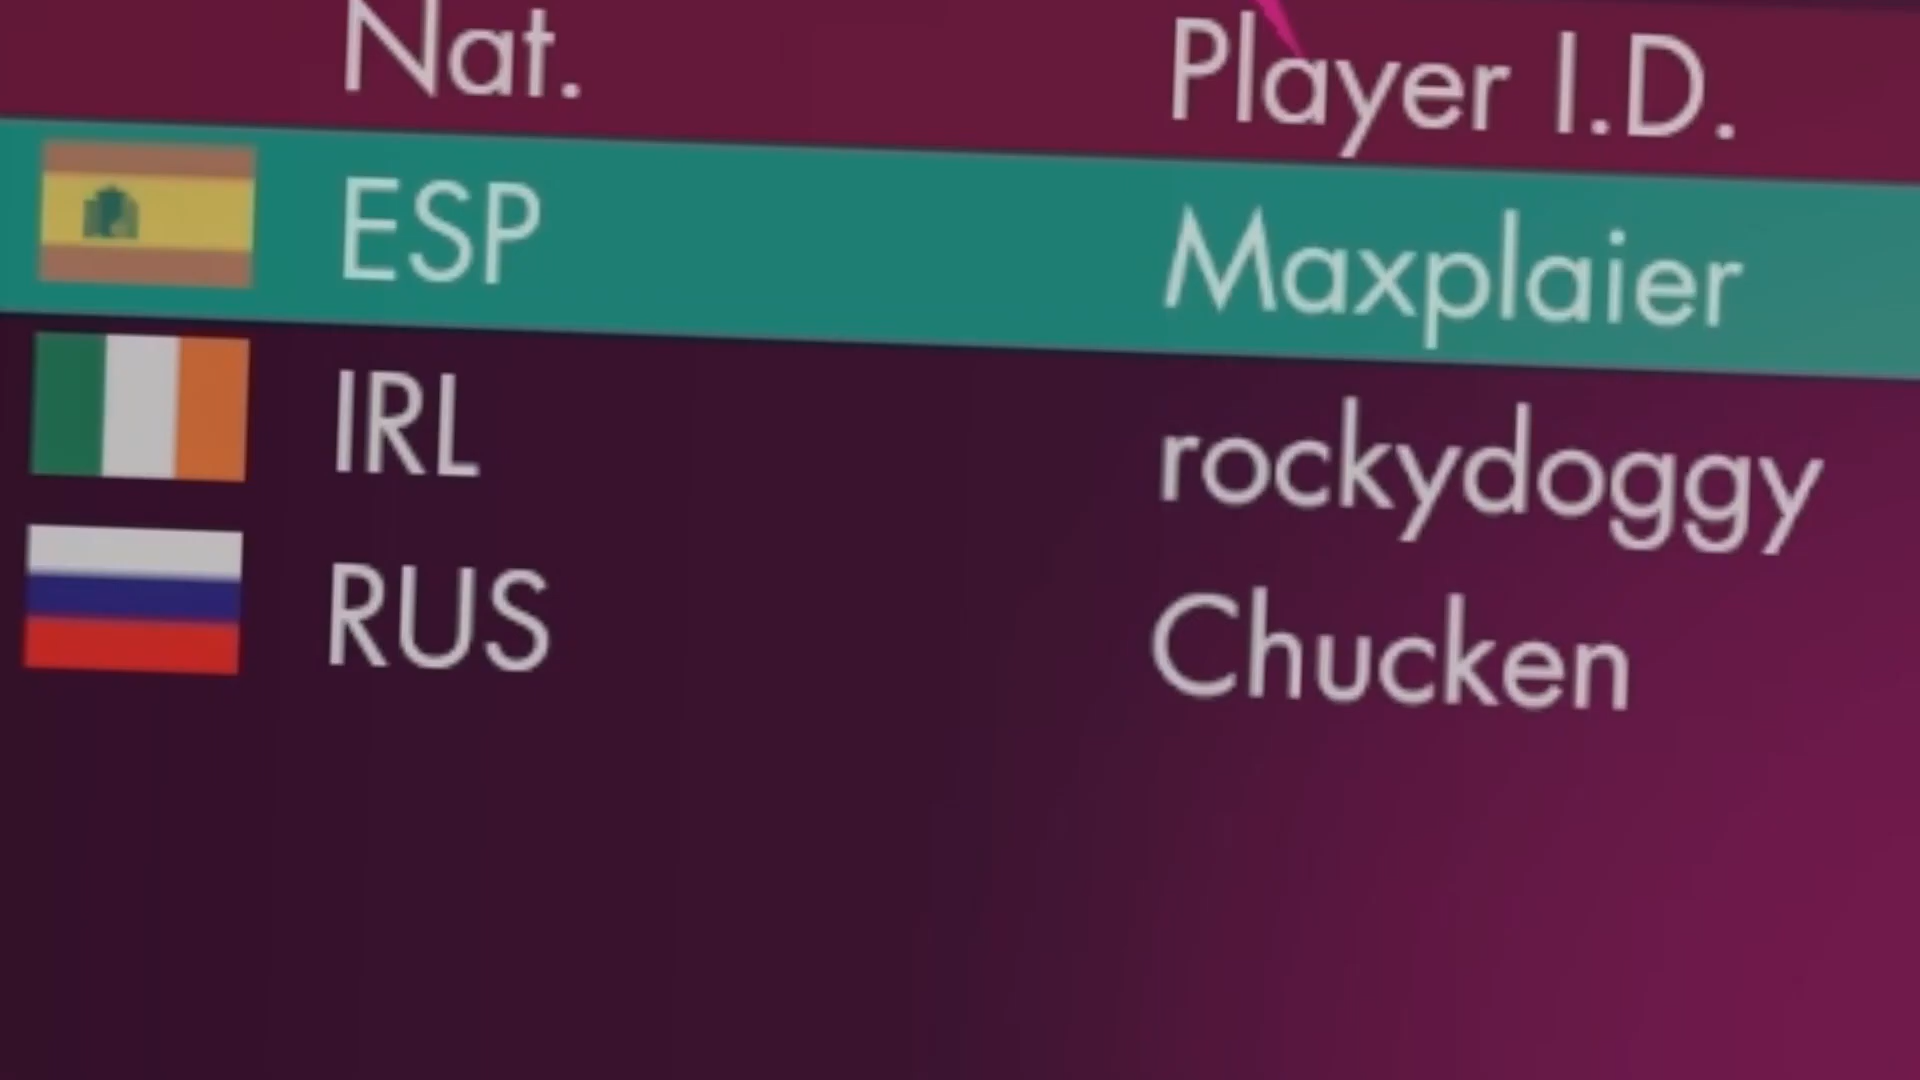 Nat. Player I.D.
ESP Maxplaier
IRL rockydoggy
RUS Chucken